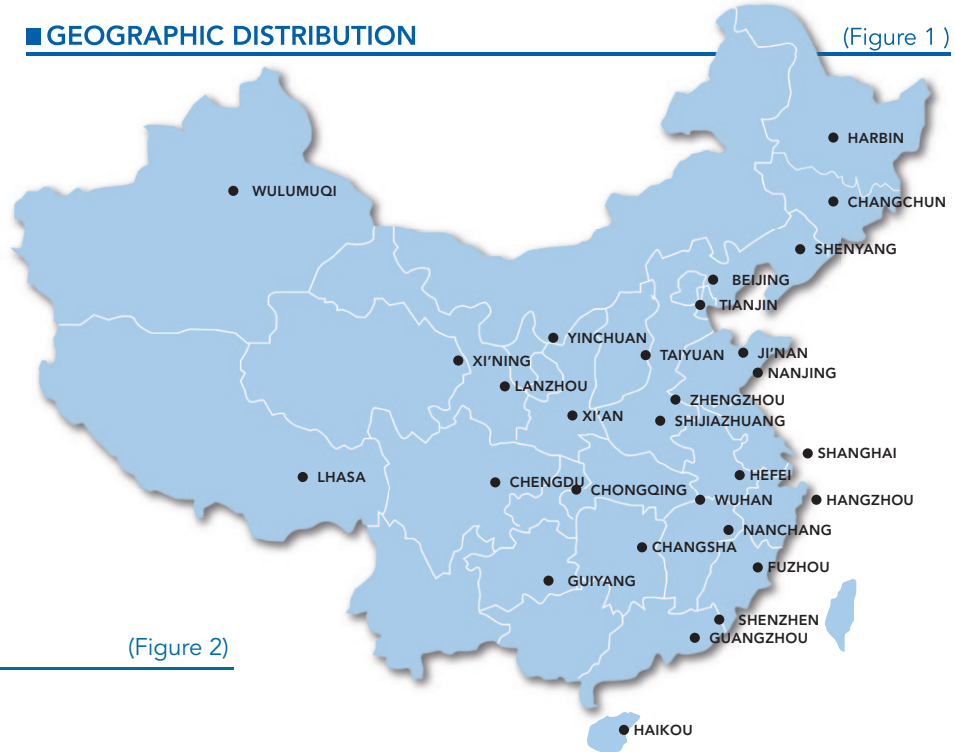 GEOGRAPHIC DISTRIBUTION
(Figure 1 )
HARBIN
WULUMUQI
CHANGCHUN
SHENYANG
BEIJING
TIANJIN
YINCHUAN
TAIYUAN
JI’NAN
XI’NING
NANJING
LANZHOU
ZHENGZHOU
XI’AN
SHIJIAZHUANG
SHANGHAI
LHASA
HEFEI
CHENGDU
CHONGQING
WUHAN
HANGZHOU
NANCHANG
CHANGSHA
FUZHOU
GUIYANG
SHENZHEN
GUANGZHOU
(Figure 2)
HAIKOU